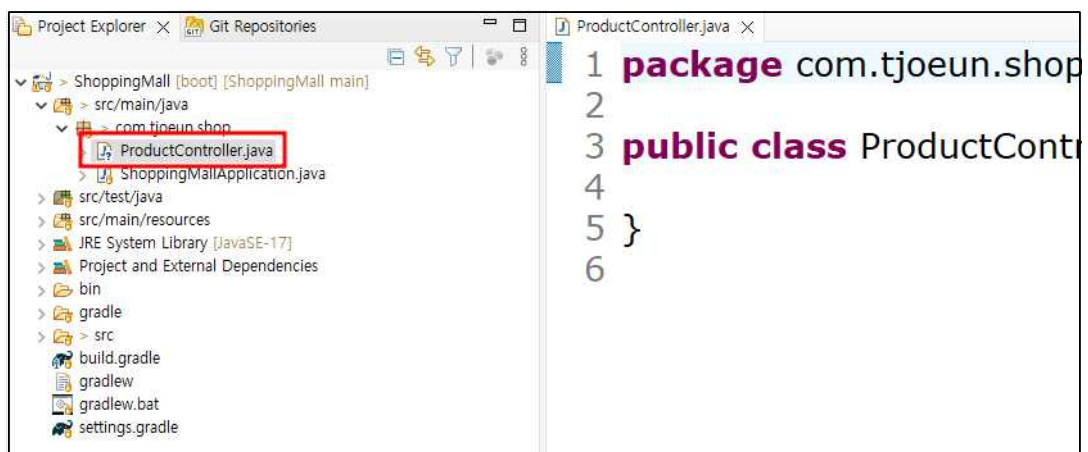 Project Explorer
Git Repositories
> ShoppingMall [boot] [ShoppingMall main]
> src/main/java
> com.tjoeun.shop
ProductController.java
ShoppingMallApplication.java
src/test/java
src/main/resources
JRE System Library [JavaSE-17]
Project and External Dependencies
bin
gradle
> src
build.gradle
gradlew
gradlew.bat
settings.gradle
ProductController.java
1 package com.tjoeun.shop
2
3 public class ProductContr
4
5 }
6